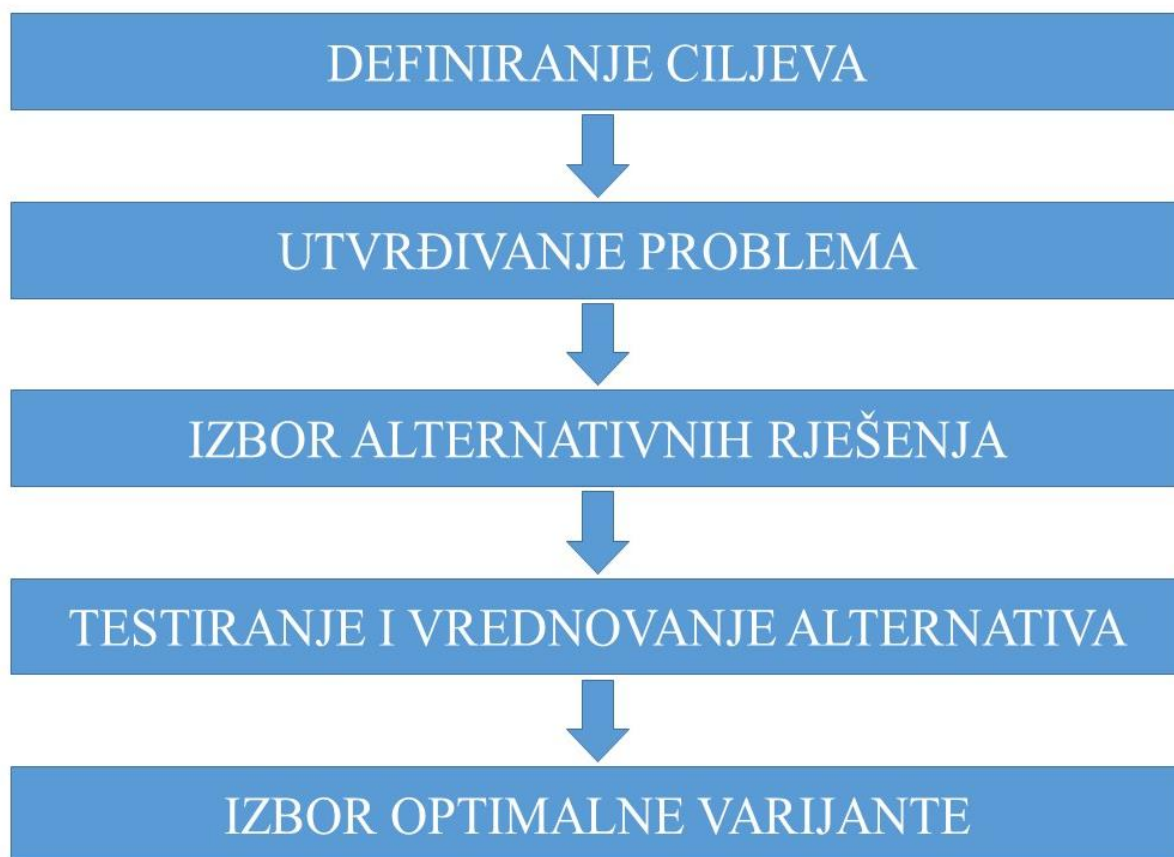 DEFINIRANJE CILJEVA
UTVRĐIVANJE PROBLEMA
IZBOR ALTERNATIVNIH RJEŠENJA
TESTIRANJE I VREDNOVANJE ALTERNATIVA
IZBOR OPTIMALNE VARIJANTE